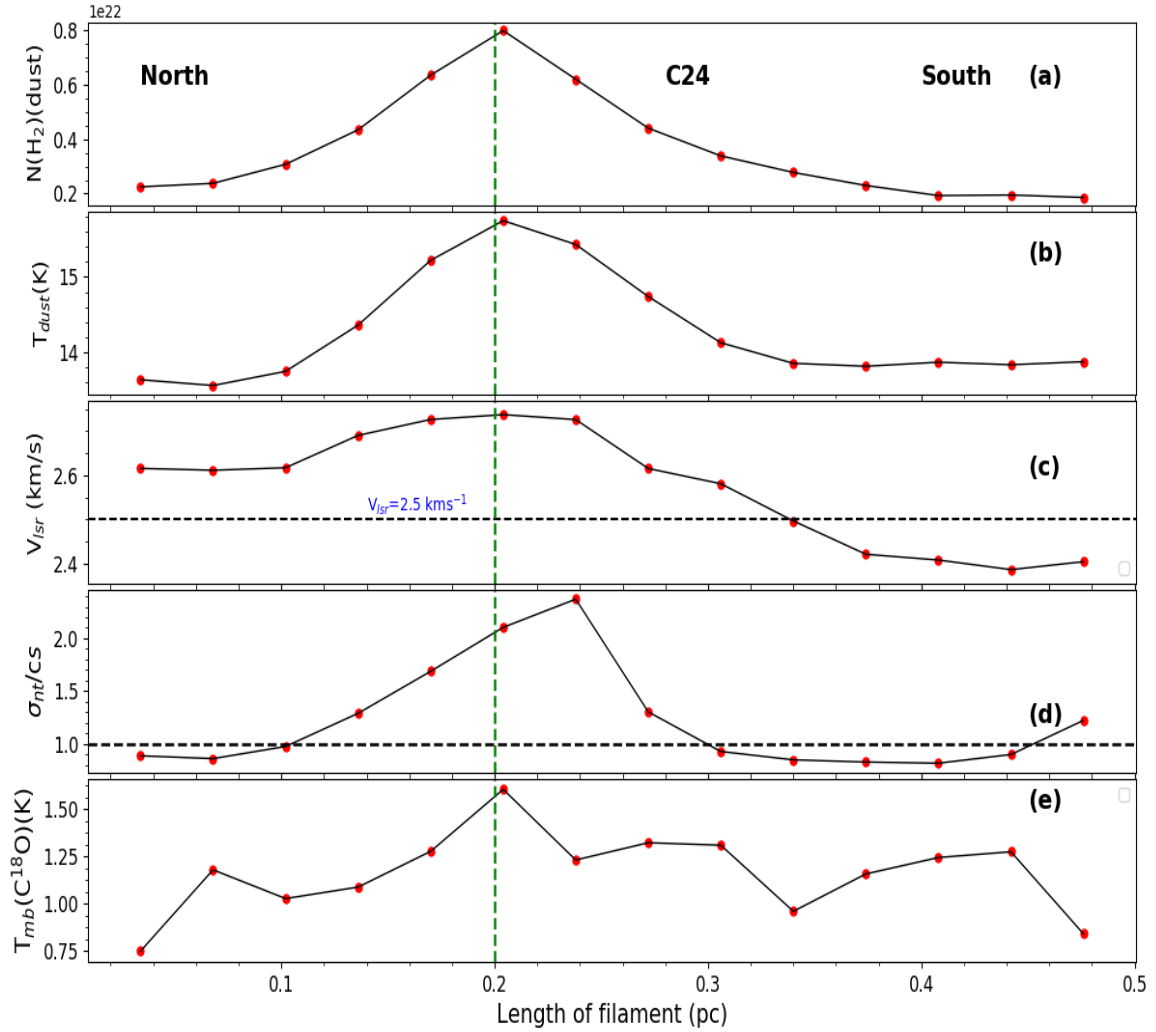 1e22
0.8
0.6
0.4
0.2
N(H₂)(dust)
North
C24
South
(a)
15
14
T_dust(K)
(b)
2.6
2.4
V_lsr (km/s)
V_lsr=2.5 kms⁻¹
(c)
2.0
1.5
1.0
σ_nt/cs
(d)
1.50
1.25
1.00
0.75
T_mb(C¹⁸O)(K)
(e)
0.1 0.2 0.3 0.4 0.5
Length of filament (pc)